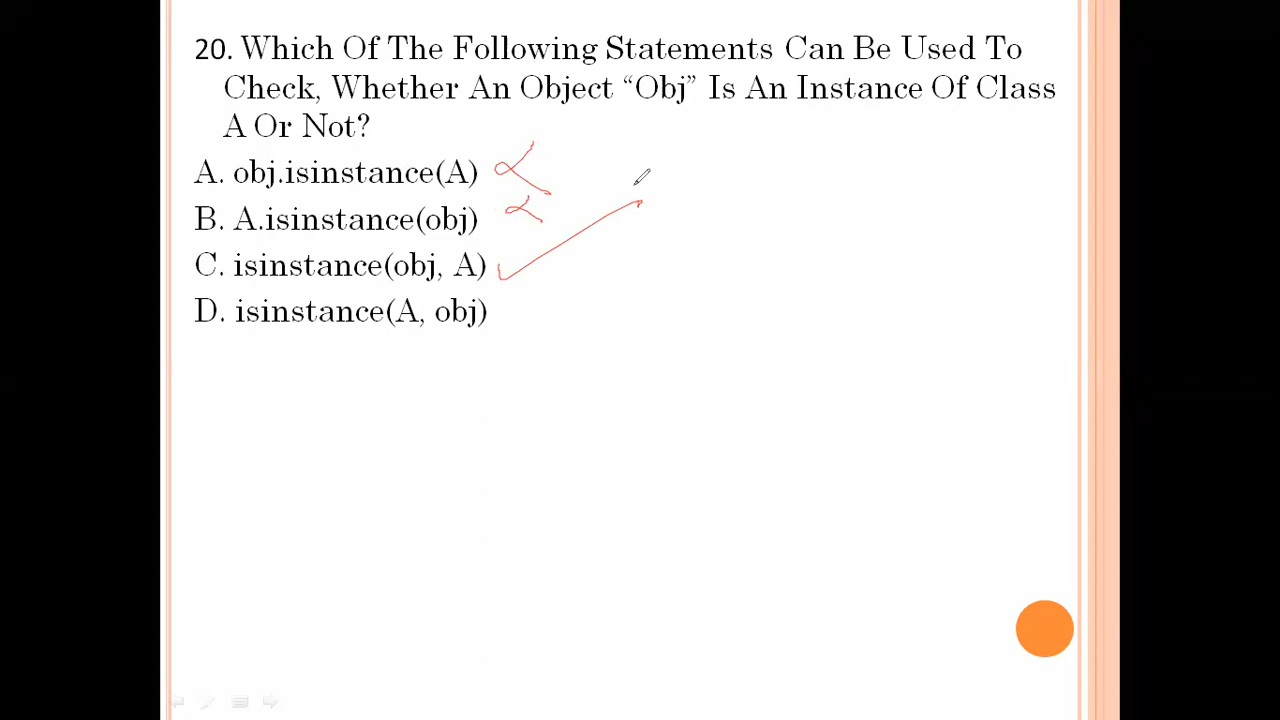 20. Which Of The Following Statements Can Be Used To
Check, Whether An Object “Obj” Is An Instance Of Class
A Or Not?
A. obj.isinstance(A)
B. A.isinstance(obj)
C. isinstance(obj, A)
D. isinstance(A, obj)